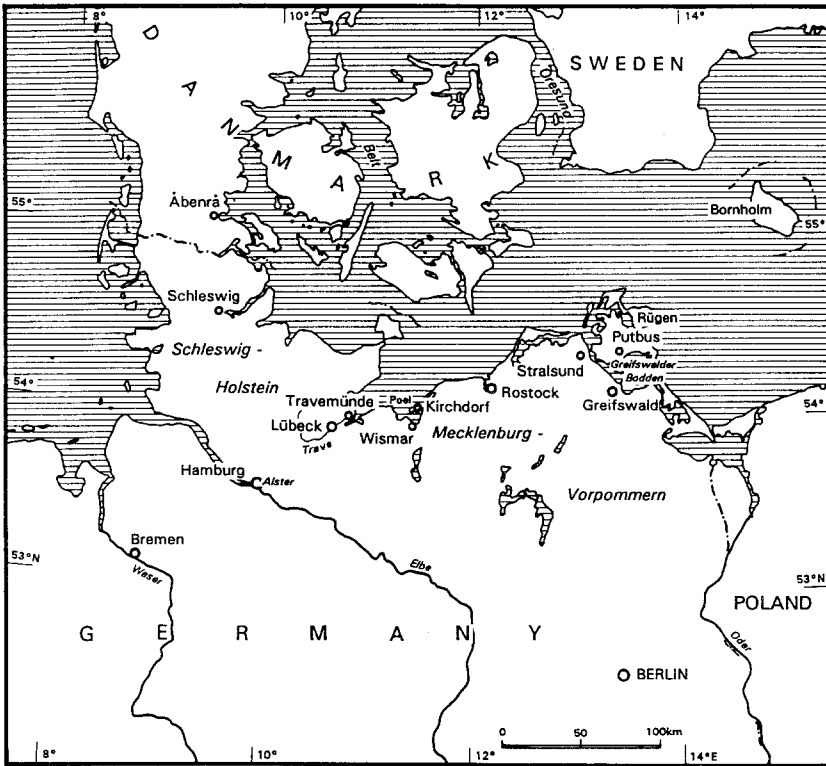 8°
10°
12°
14°
SWEDEN
Øresund
DANMARK
Belt
Åbenrå
55°
Bornholm
55°
Schleswig
Rügen
Putbus
Schleswig -
Stralsund
Greifswalder
Bodden
54°
Holstein
Rostock
Travemünde
Poel
Kirchdorf
Greifswald
54°
Lübeck
Trave
Wismar
Mecklenburg -
Hamburg
Alster
Vorpommern
Bremen
53°N
Weser
Elbe
53°N
POLAND
GERMANY
Oder
BERLIN
0 50 100km
8°
10°
12°
14°E